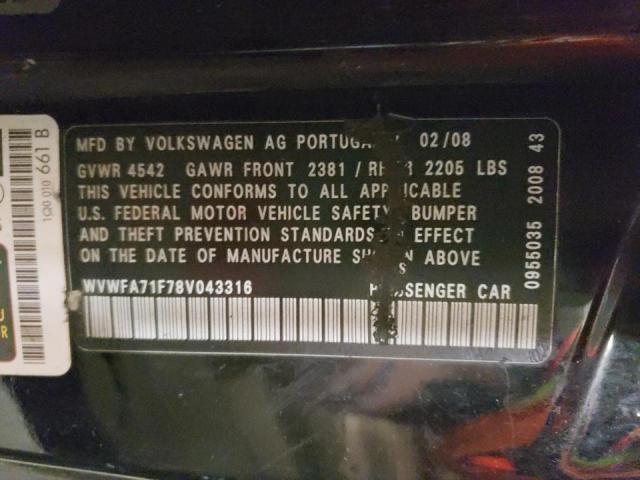 MFD BY VOLKSWAGEN AG 02/08
GVWR 4542 GAWR FRONT 2381 / 2205 LBS
THIS VEHICLE CONFORMS TO ALL APPLICABLE
U.S. FEDERAL MOTOR VEHICLE SAFETY BUMPER
AND THEFT PREVENTION STANDARDS EFFECT
ON THE DATE OF MANUFACTURE ABOVE
WVWFA71F78V043316 CAR
0955035 2008 43
1Q0 010 661 B